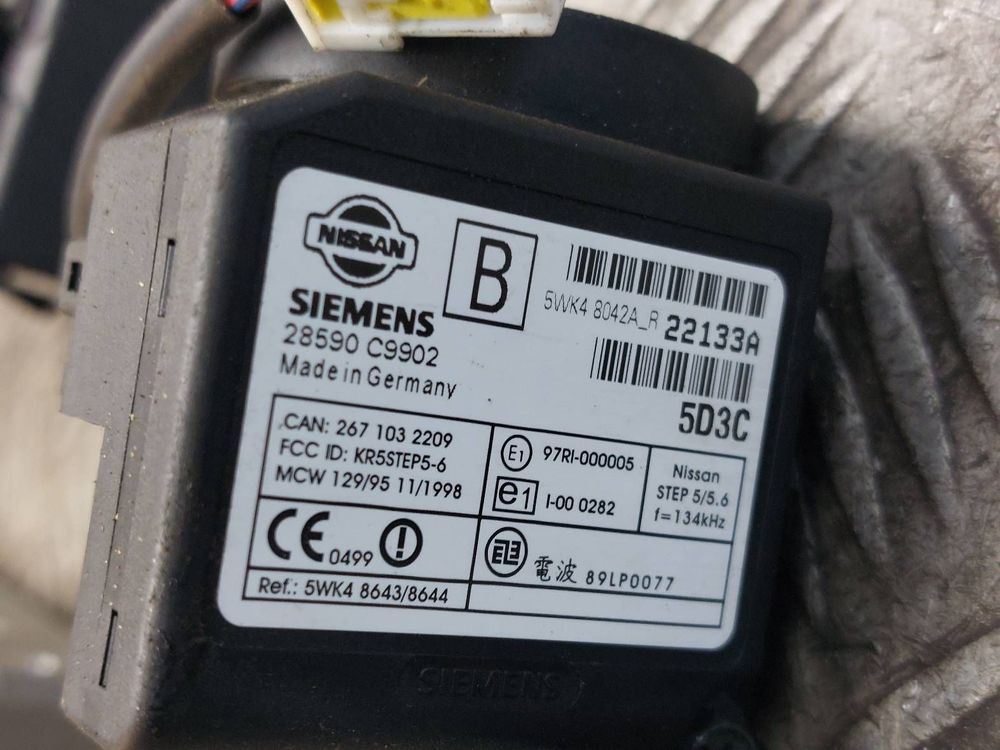 NISSAN
SIEMENS
28590 C9902
Made in Germany
B
5WK4 8042A_R 22133A
5D3C
CAN: 267 103 2209
FCC ID: KR5STEP5-6
MCW 129/95 11/1998
E1 97RI-000005
e1 I-00 0282
Nissan
STEP 5/5.6
f=134kHz
CE 0499
電波 89LP0077
Ref.: 5WK4 8643/8644
SIEMENS